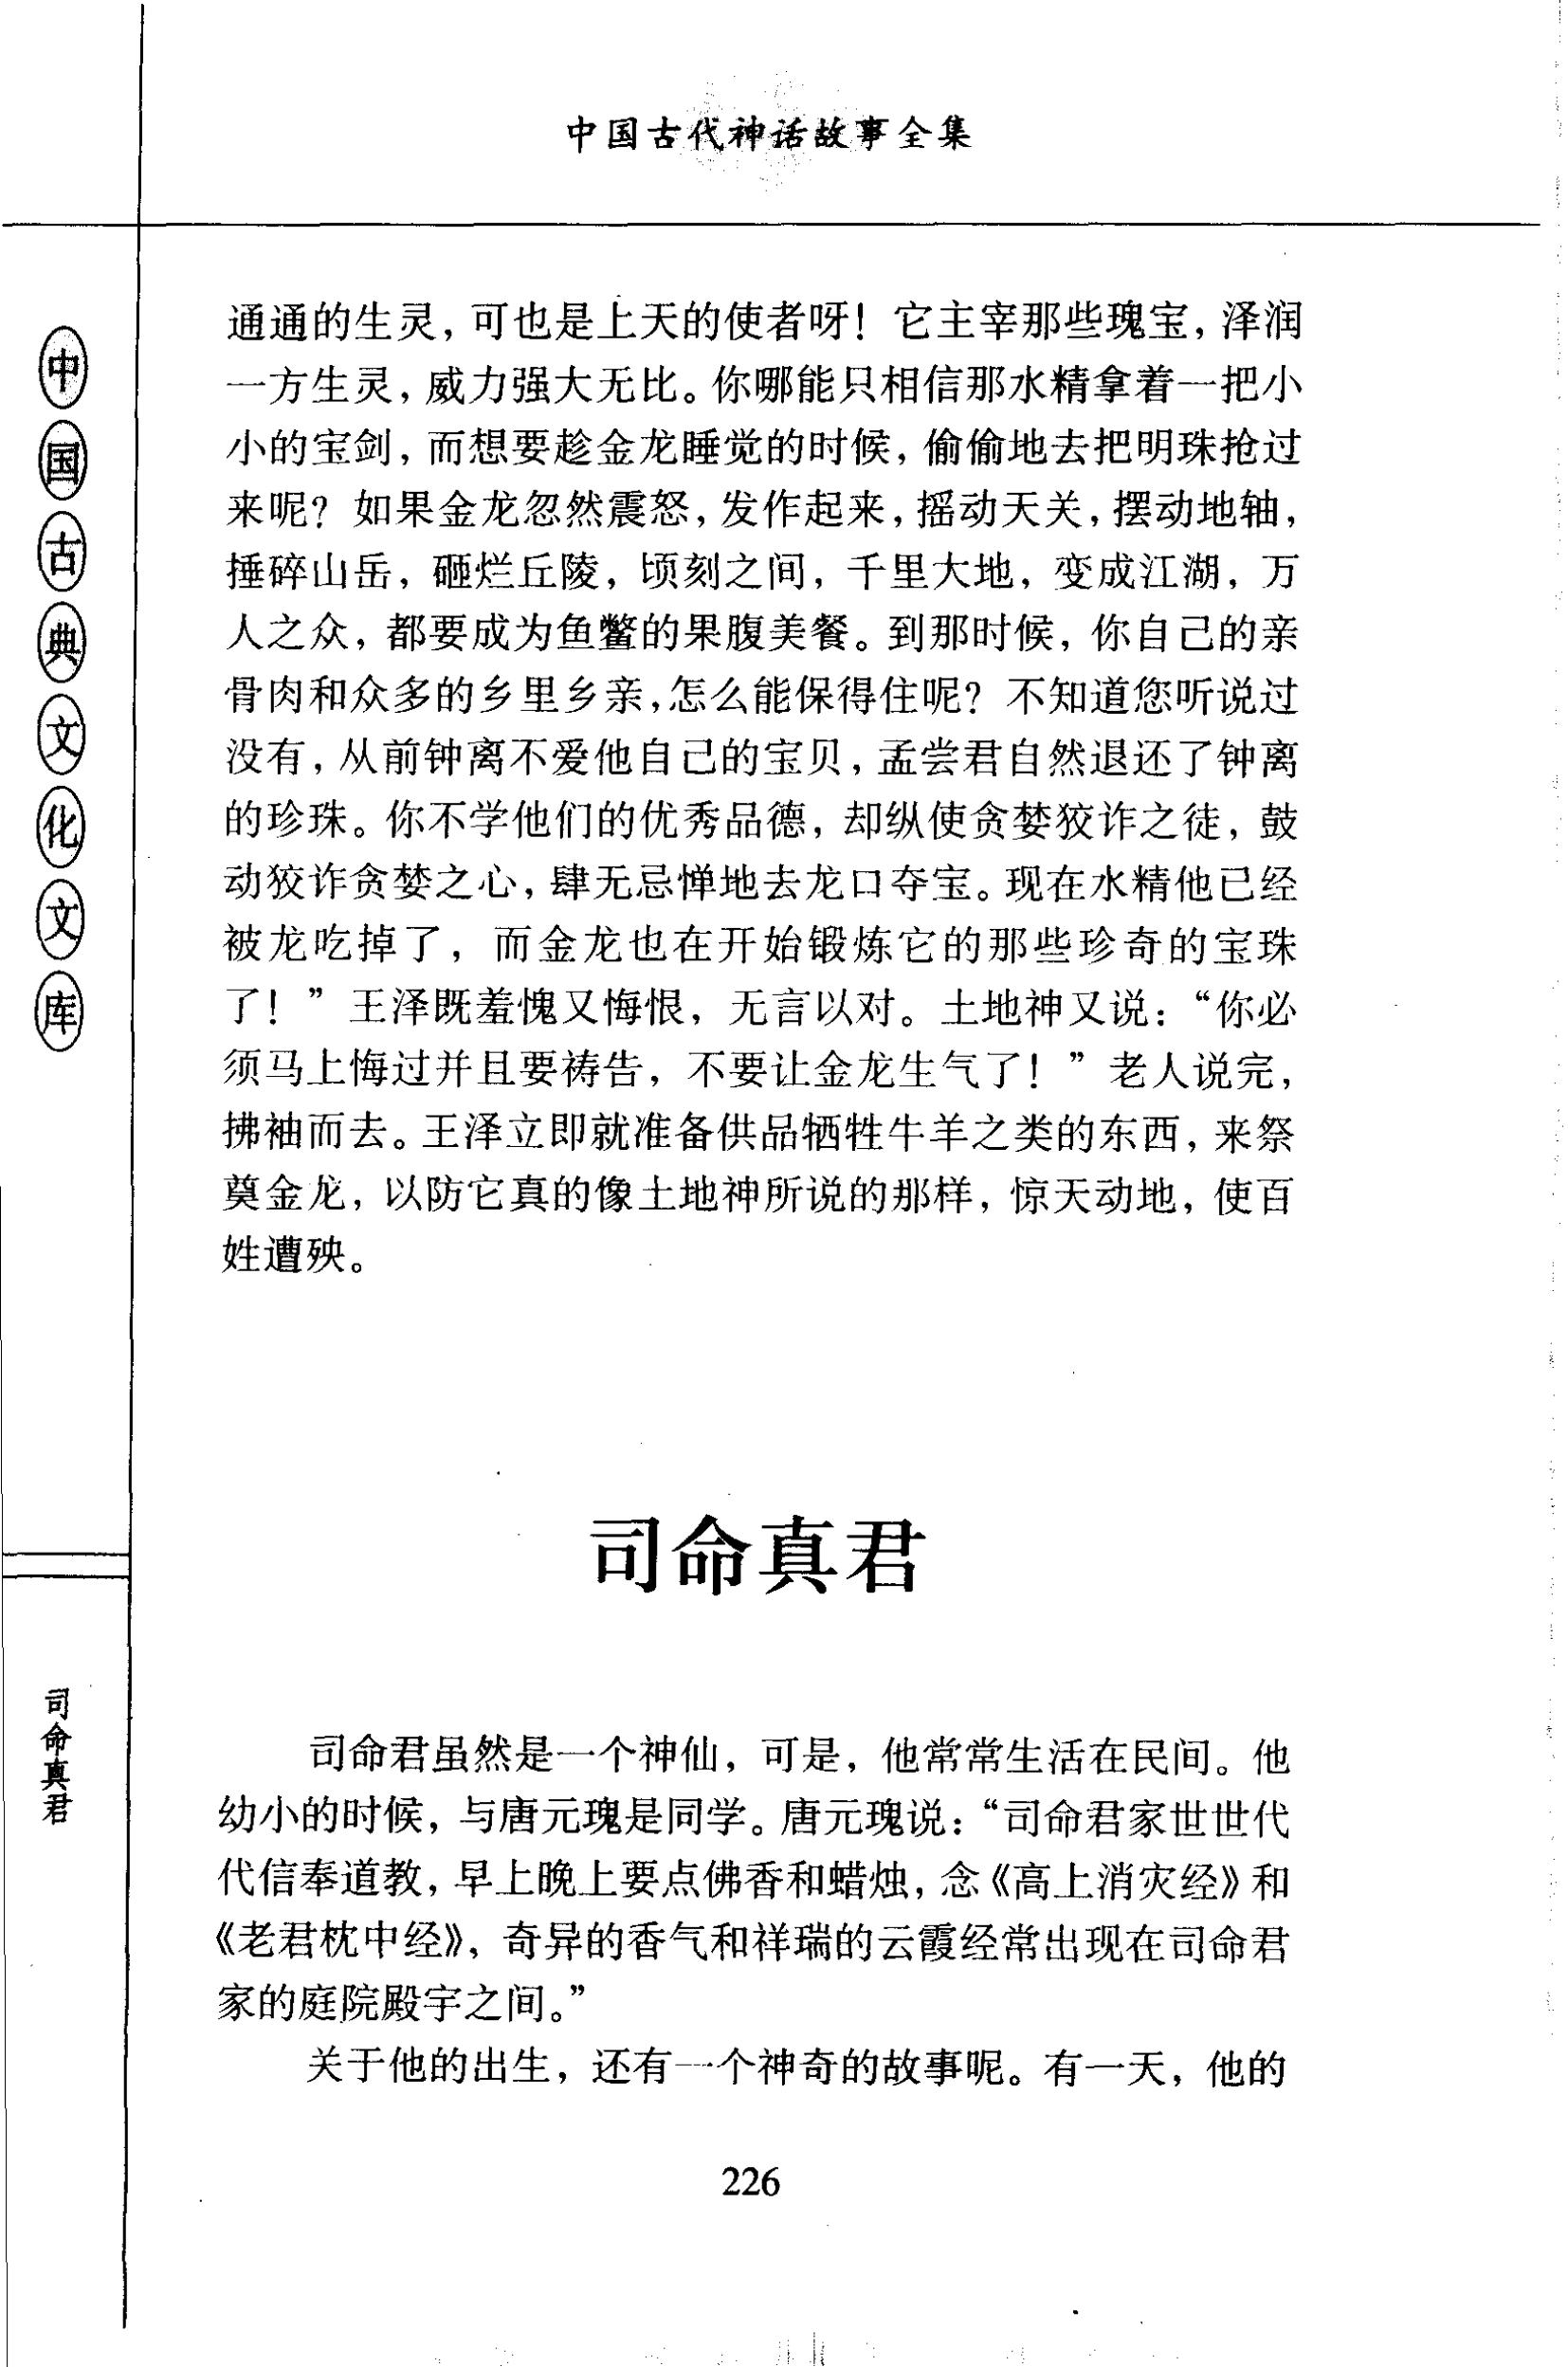 中国古代神话故事全集
中国古典文化文库
通通的生灵，可也是上天的使者呀！它主宰那些瑰宝，泽润
一方生灵，威力强大无比。你哪能只相信那水精拿着一把小
小的宝剑，而想要趁金龙睡觉的时候，偷偷地去把明珠抢过
来呢？如果金龙忽然震怒，发作起来，摇动天关，摆动地轴，
捶碎山岳，砸烂丘陵，顷刻之间，千里大地，变成江湖，万
人之众，都要成为鱼鳖的果腹美餐。到那时候，你自己的亲
骨肉和众多的乡里乡亲，怎么能保得住呢？不知道您听说过
没有，从前钟离不爱他自己的宝贝，孟尝君自然退还了钟离
的珍珠。你不学他们的优秀品德，却纵使贪婪狡诈之徒，鼓
动狡诈贪婪之心，肆无忌惮地去龙口夺宝。现在水精他已经
被龙吃掉了，而金龙也在开始锻炼它的那些珍奇的宝珠
了！”王泽既羞愧又悔恨，无言以对。土地神又说：“你必
须马上悔过并且要祷告，不要让金龙生气了！”老人说完，
拂袖而去。王泽立即就准备供品牺牲牛羊之类的东西，来祭
奠金龙，以防它真的像土地神所说的那样，惊天动地，使百
姓遭殃。
司命真君
司命真君
司命君虽然是一个神仙，可是，他常常生活在民间。他
幼小的时候，与唐元瑰是同学。唐元瑰说：“司命君家世世代
代信奉道教，早上晚上要点佛香和蜡烛，念《高上消灾经》和
《老君枕中经》，奇异的香气和祥瑞的云霞经常出现在司命君
家的庭院殿宇之间。”
关于他的出生，还有一个神奇的故事呢。有一天，他的
226